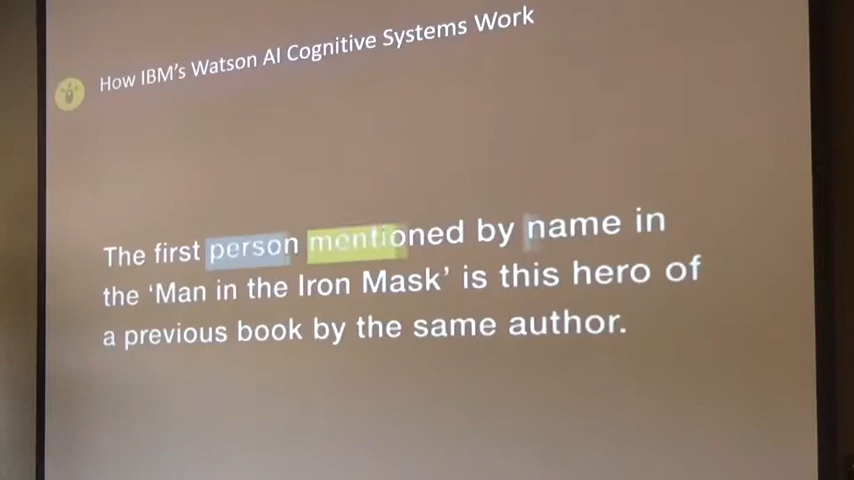 How IBM's Watson AI Cognitive Systems Work
The first person mentioned by name in
the 'Man in the Iron Mask' is this hero of
a previous book by the same author.